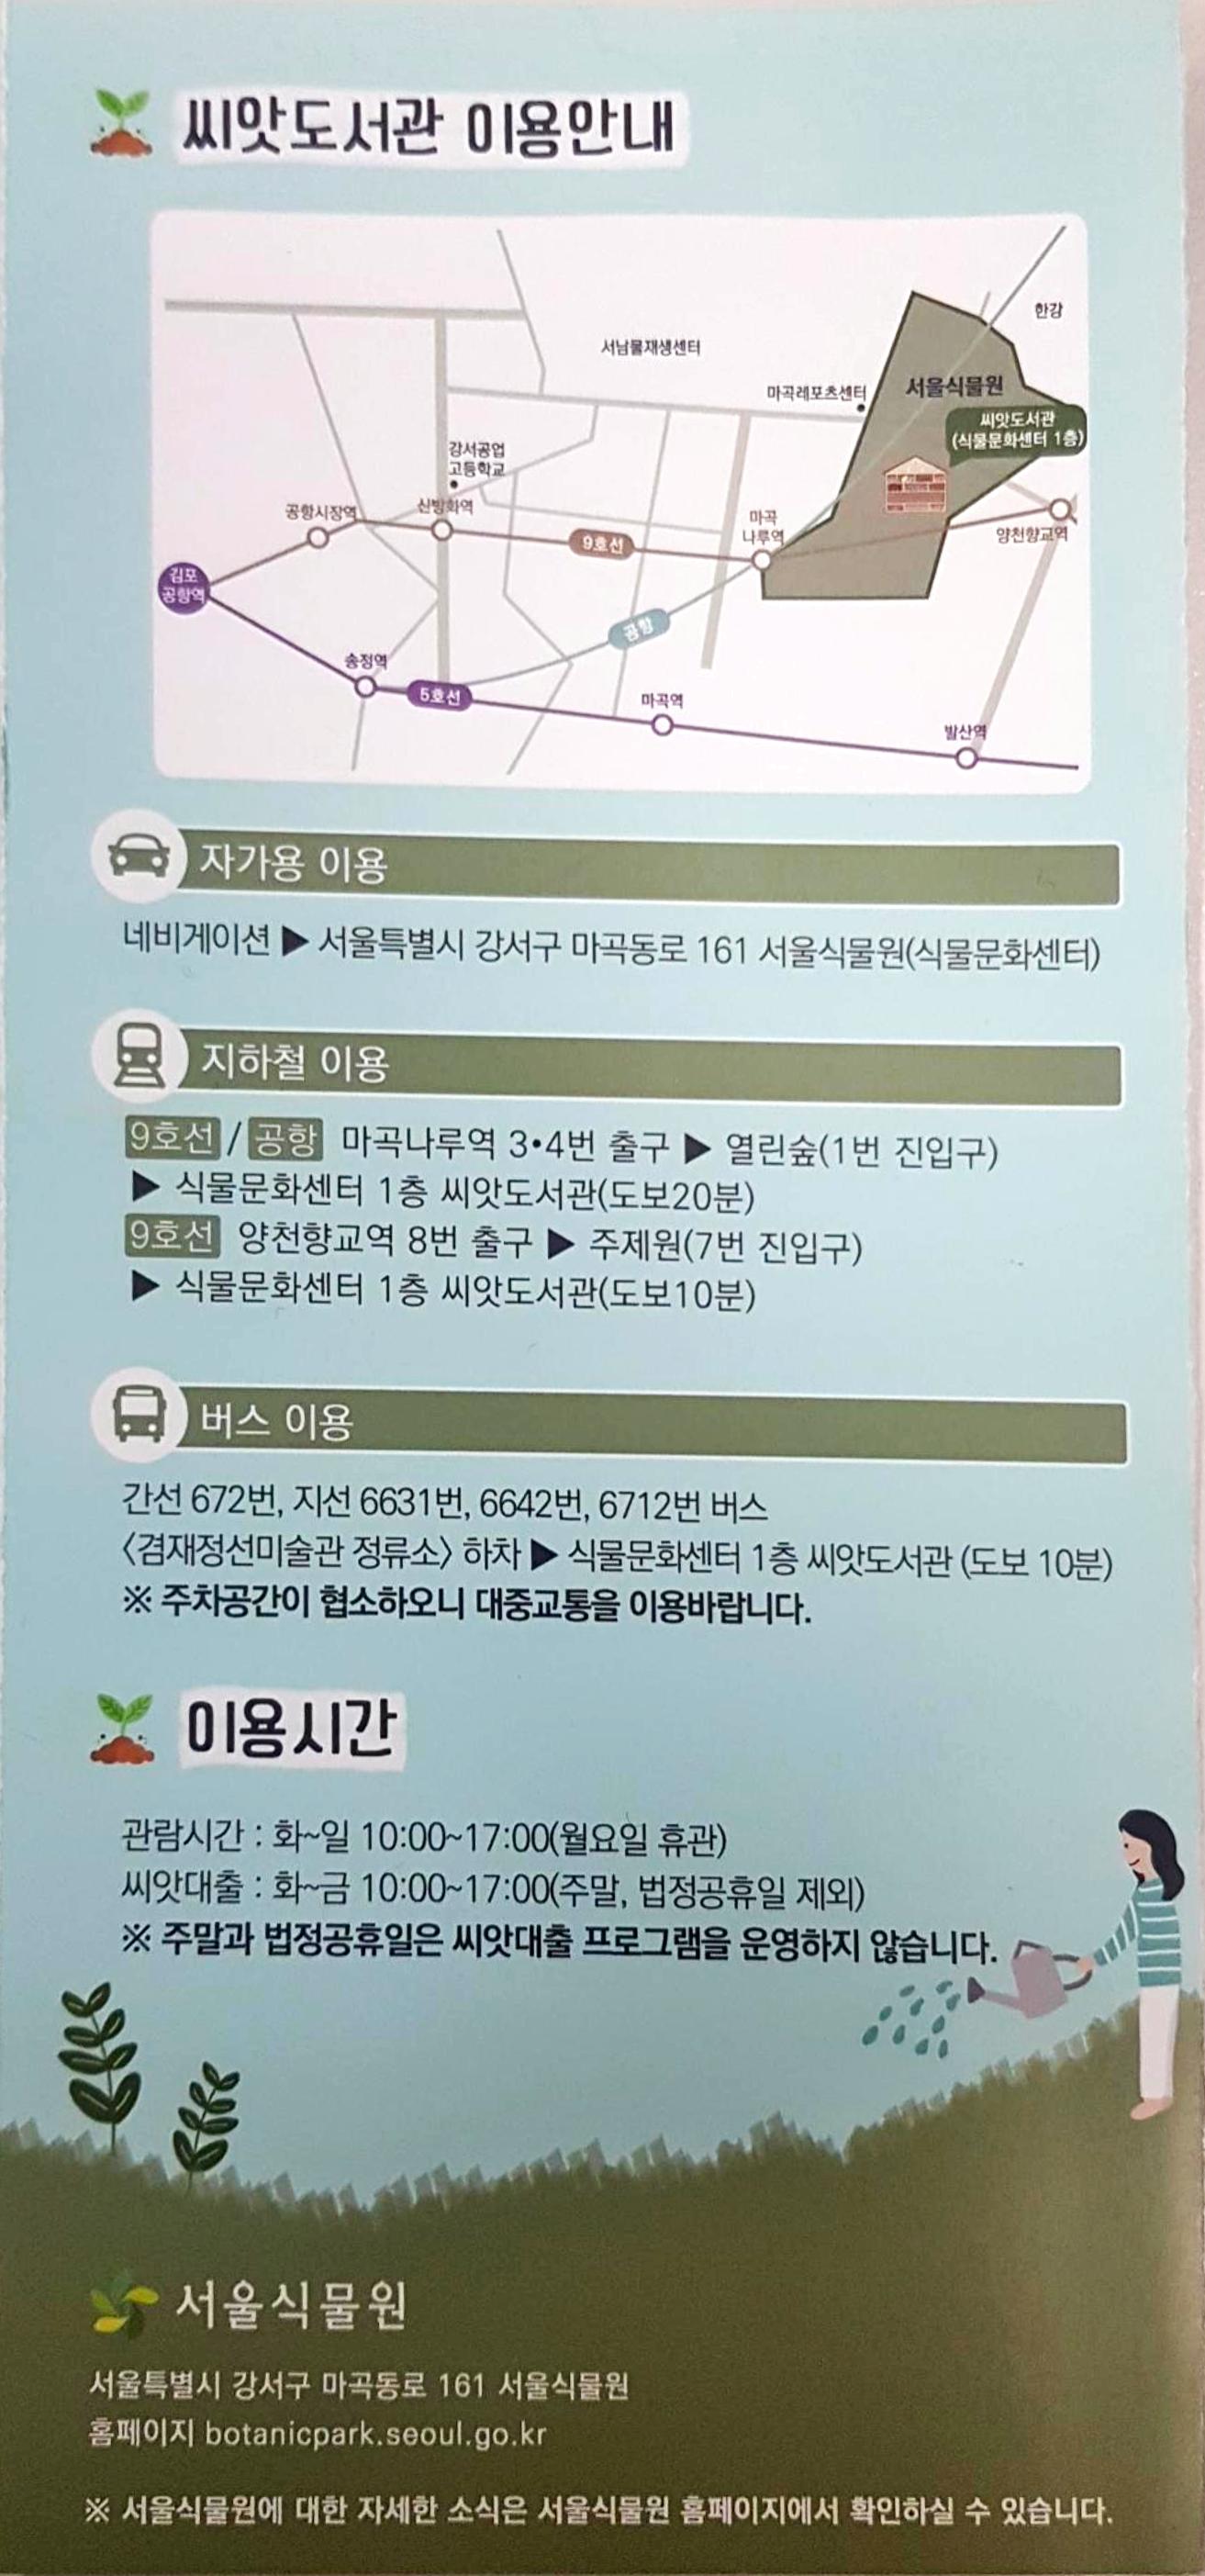 씨앗도서관 이용안내
한강
서남물재생센터
마곡레포츠센터
서울식물원
씨앗도서관
(식물문화센터 1층)
강서공업
고등학교
공항시장역
신방화역
9호선
마곡
나루역
양천향교역
김포
공항역
공항
송정역
5호선
마곡역
발산역
자가용 이용
네비게이션 ▶ 서울특별시 강서구 마곡동로 161 서울식물원(식물문화센터)
지하철 이용
9호선 / 공항 마곡나루역 3•4번 출구 ▶ 열린숲(1번 진입구)
▶ 식물문화센터 1층 씨앗도서관(도보20분)
9호선 양천향교역 8번 출구 ▶ 주제원(7번 진입구)
▶ 식물문화센터 1층 씨앗도서관(도보10분)
버스 이용
간선 672번, 지선 6631번, 6642번, 6712번 버스
〈겸재정선미술관 정류소〉 하차 ▶ 식물문화센터 1층 씨앗도서관 (도보 10분)
※ 주차공간이 협소하오니 대중교통을 이용바랍니다.
이용시간
관람시간 : 화~일 10:00~17:00(월요일 휴관)
씨앗대출 : 화~금 10:00~17:00(주말, 법정공휴일 제외)
※ 주말과 법정공휴일은 씨앗대출 프로그램을 운영하지 않습니다.
서울식물원
서울특별시 강서구 마곡동로 161 서울식물원
홈페이지 botanicpark.seoul.go.kr
※ 서울식물원에 대한 자세한 소식은 서울식물원 홈페이지에서 확인하실 수 있습니다.